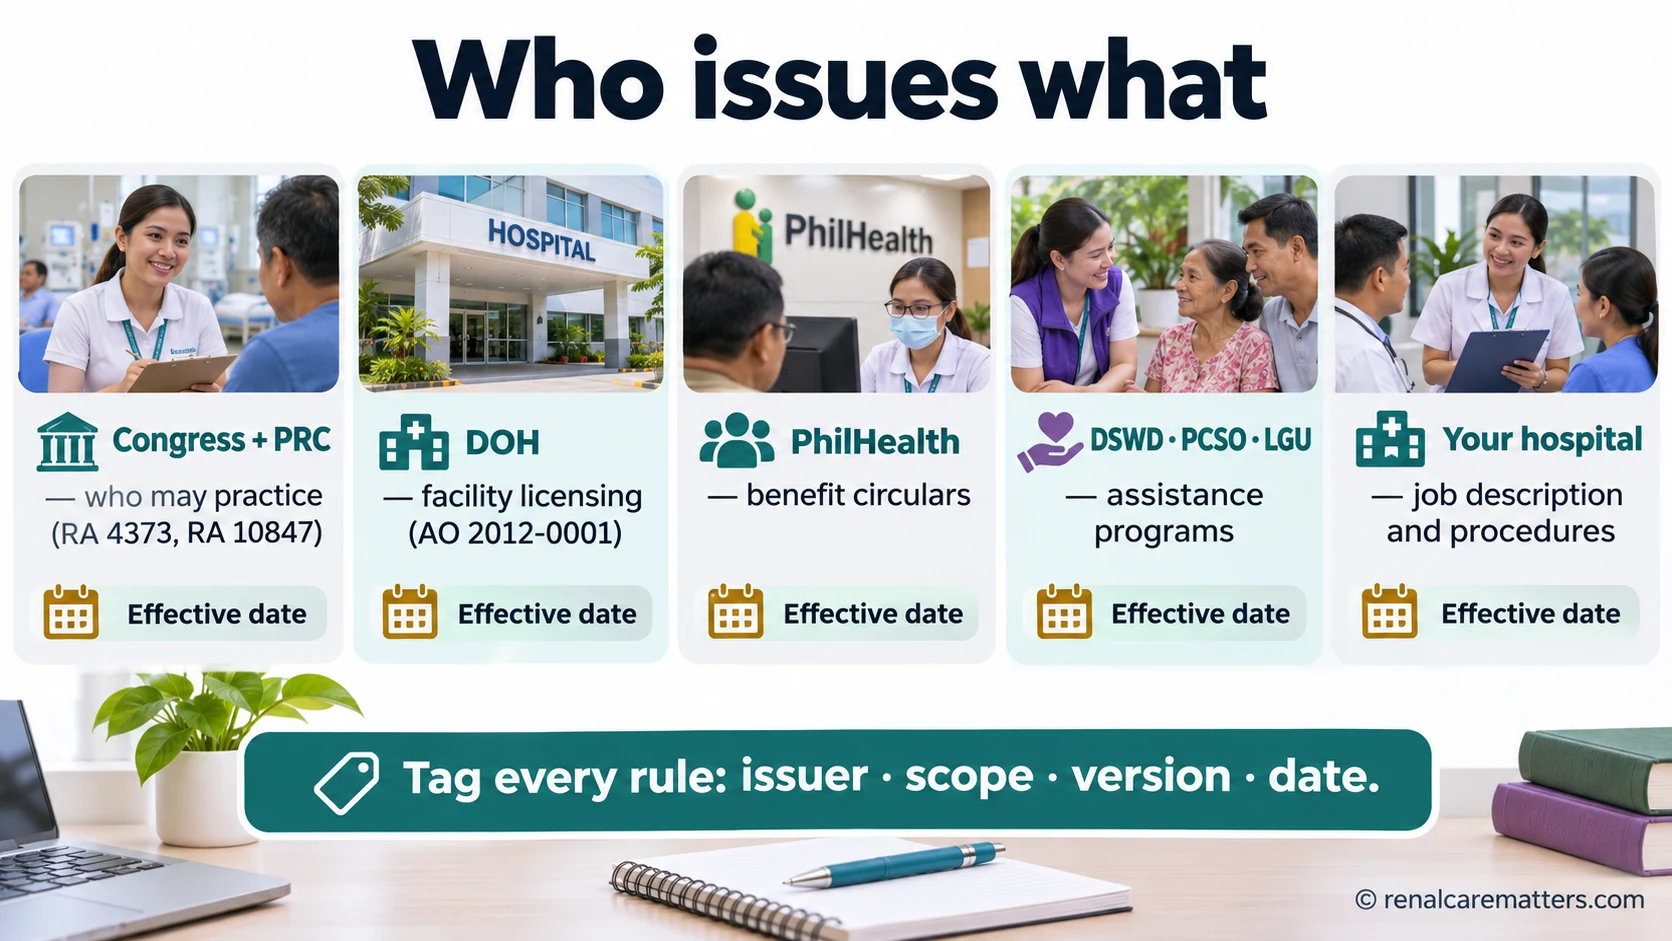 Who issues what
HOSPITAL
PhilHealth
Congress + PRC
— who may practice
(RA 4373, RA 10847)
Effective date
DOH
— facility licensing
(AO 2012-0001)
Effective date
PhilHealth
— benefit circulars
Effective date
DSWD · PCSO · LGU
— assistance
programs
Effective date
Your hospital
— job description
and procedures
Effective date
Tag every rule: issuer · scope · version · date.
© renalcarematters.com